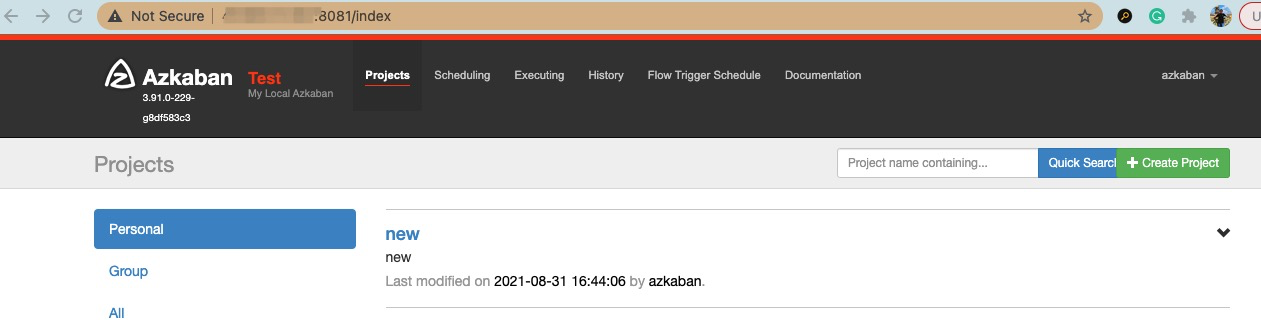 Not Secure :8081/index
Azkaban
3.91.0-229-
g8df583c3
Test
My Local Azkaban
Projects Scheduling Executing History Flow Trigger Schedule Documentation azkaban
Projects
Project name containing... Quick Search Create Project
Personal
Group
All
new
new
Last modified on 2021-08-31 16:44:06 by azkaban.